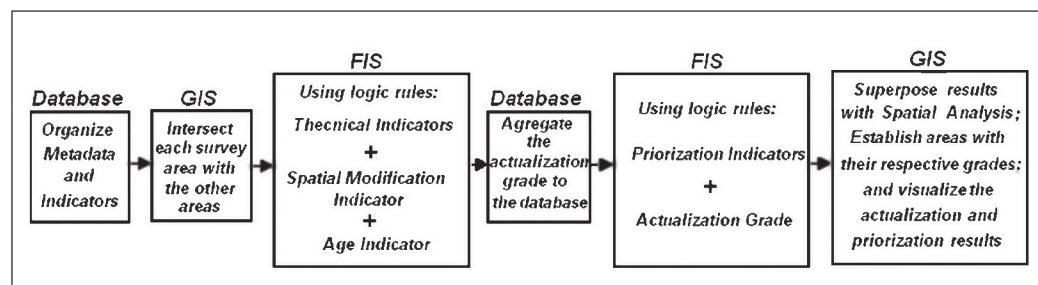 Database
Organize
Metadata
and
Indicators
GIS
Intersect
each survey
area with
the other
areas
FIS
Using logic rules:
Thecnical Indicators
+
Spatial Modification
Indicator
+
Age Indicator
Database
Agregate
the
actualization
grade to
the database
FIS
Using logic rules:
Priorization Indicators
+
Actualization Grade
GIS
Superpose results
with Spatial Analysis;
Establish areas with
their respective grades;
and visualize the
actualization and
priorization results